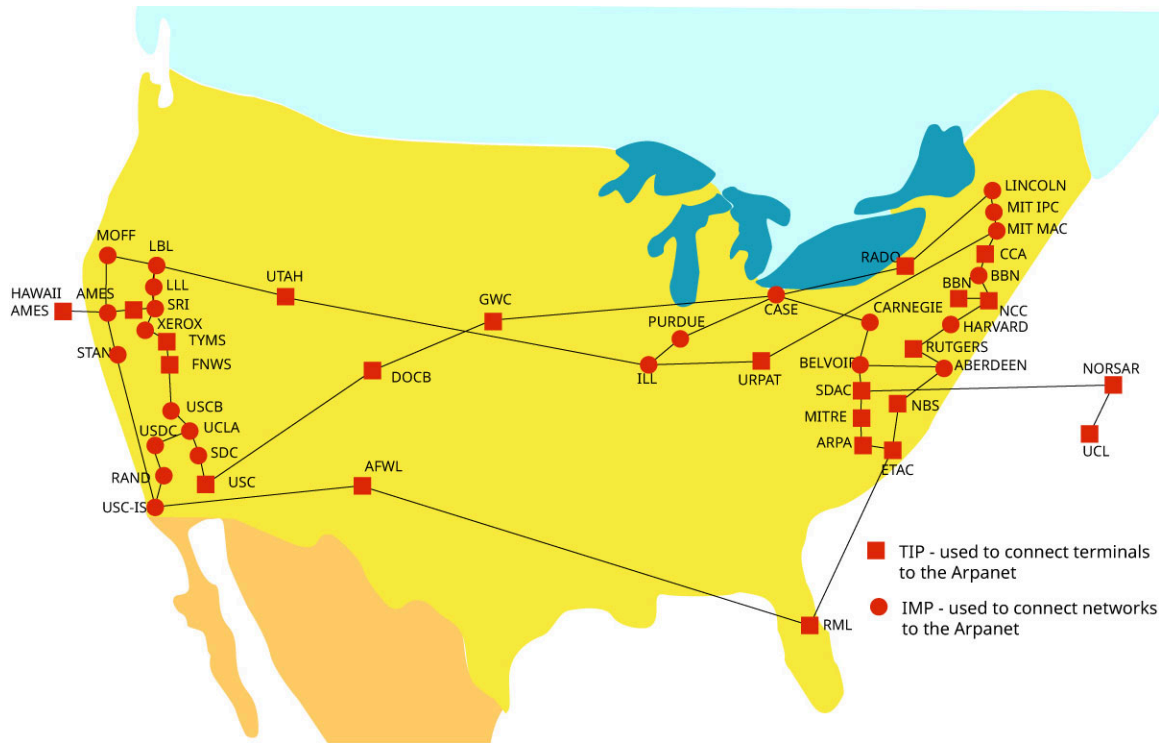 LINCOLN
MIT IPC
MIT MAC
MOFF
LBL
CCA
RADO
UTAH
LLL
BBN
BBN
HAWAII
AMES
AMES
SRI
GWC
CASE
CARNEGIE
NCC
XEROX
PURDUE
HARVARD
TYMS
RUTGERS
STAN
FNWS
DOCB
ILL
URPAT
BELVOIR
ABERDEEN
NORSAR
SDAC
USCB
NBS
MITRE
USDC
UCLA
ARPA
UCL
SDC
ETAC
AFWL
RAND
USC
USC-IS
TIP - used to connect terminals
to the Arpanet
IMP - used to connect networks
to the Arpanet
RML